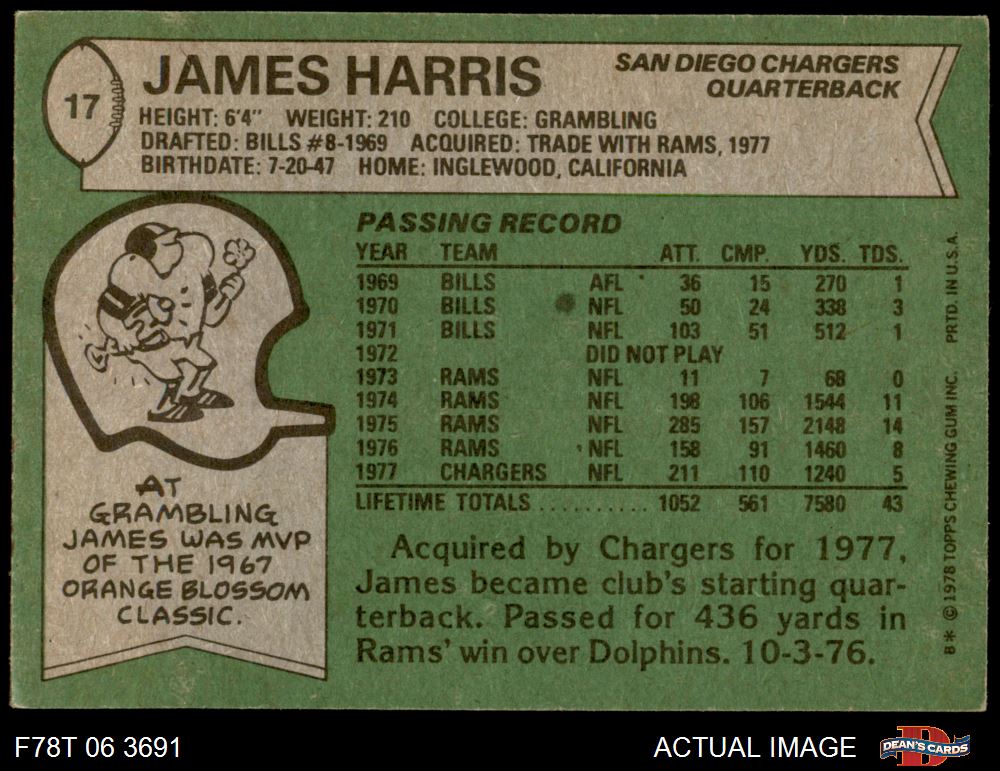 17
JAMES HARRIS
SAN DIEGO CHARGERS
QUARTERBACK
HEIGHT: 6'4" WEIGHT: 210 COLLEGE: GRAMBLING
DRAFTED: BILLS #8-1969 ACQUIRED: TRADE WITH RAMS, 1977
BIRTHDATE: 7-20-47 HOME: INGLEWOOD, CALIFORNIA
PASSING RECORD
YEAR TEAM ATT. CMP. YDS. TDS.
1969 BILLS AFL 36 15 270 1
1970 BILLS NFL 50 24 338 3
1971 BILLS NFL 103 51 512 1
1972 DID NOT PLAY
1973 RAMS NFL 11 7 68 0
1974 RAMS NFL 198 106 1544 11
1975 RAMS NFL 285 157 2148 14
1976 RAMS NFL 158 91 1460 8
1977 CHARGERS NFL 211 110 1240 5
LIFETIME TOTALS .......... 1052 561 7580 43
AT
GRAMBLING
JAMES WAS MVP
OF THE 1967
ORANGE BLOSSOM
CLASSIC.
Acquired by Chargers for 1977,
James became club's starting quar-
terback. Passed for 436 yards in
Rams' win over Dolphins. 10-3-76.
B* © 1978 TOPPS CHEWING GUM INC. PRTD. IN U.S.A.
F78T 06 3691
ACTUAL IMAGE
DEAN'S CARDS